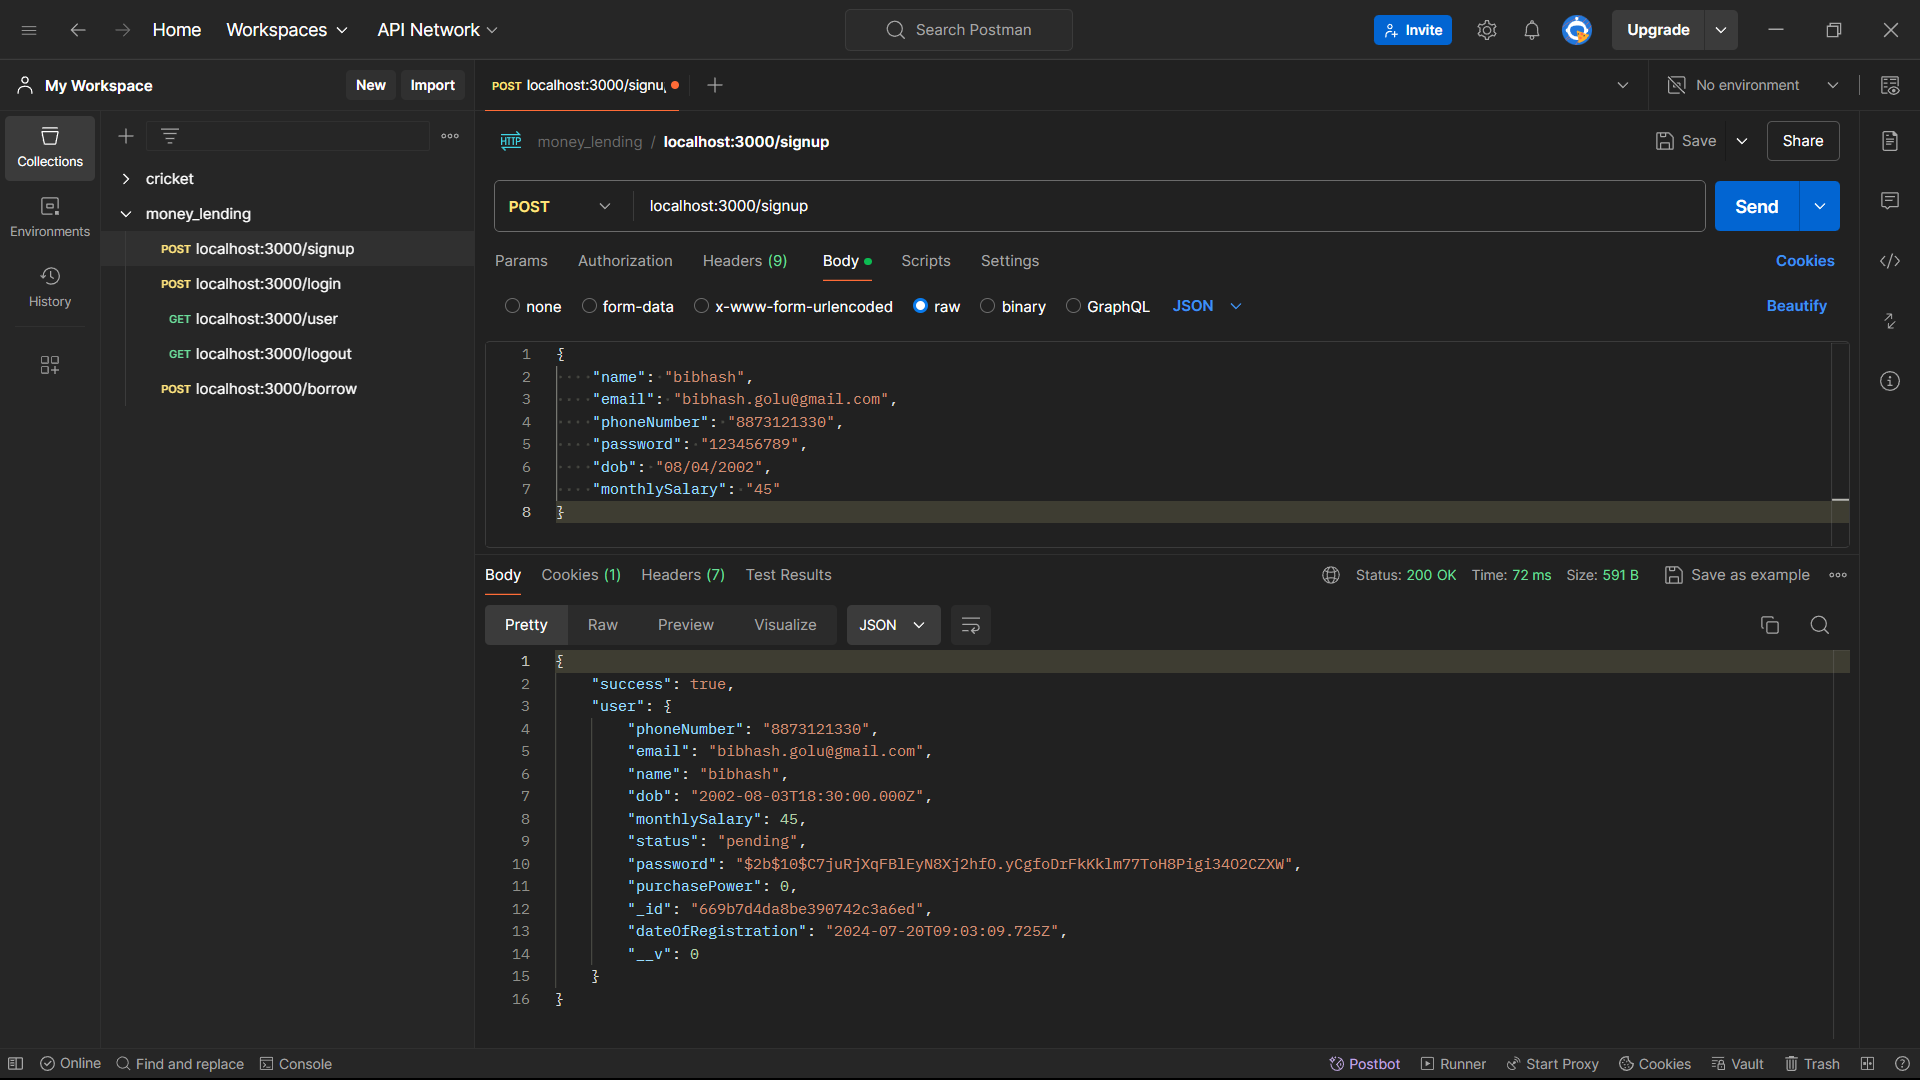 Home Workspaces API Network Search Postman Invite Upgrade
My Workspace New Import POST localhost:3000/signu No environment
Collections
Environments
History
cricket
money_lending
POST localhost:3000/signup
POST localhost:3000/login
GET localhost:3000/user
GET localhost:3000/logout
POST localhost:3000/borrow
HTTP money_lending / localhost:3000/signup Save Share
POST localhost:3000/signup Send
Params Authorization Headers (9) Body Scripts Settings Cookies
none form-data x-www-form-urlencoded raw binary GraphQL JSON Beautify
1 {
2 "name": "bibhash",
3 "email": "bibhash.golu@gmail.com",
4 "phoneNumber": "8873121330",
5 "password": "123456789",
6 "dob": "08/04/2002",
7 "monthlySalary": "45"
8 }
Body Cookies (1) Headers (7) Test Results Status: 200 OK Time: 72 ms Size: 591 B Save as example
Pretty Raw Preview Visualize JSON
1 {
2 "success": true,
3 "user": {
4 "phoneNumber": "8873121330",
5 "email": "bibhash.golu@gmail.com",
6 "name": "bibhash",
7 "dob": "2002-08-03T18:30:00.000Z",
8 "monthlySalary": 45,
9 "status": "pending",
10 "password": "$2b$10$C7juRjXqFBlEyN8Xj2hfO.yCgfoDrFkKklm77ToH8Pigi34O2CZXW",
11 "purchasePower": 0,
12 "_id": "669b7d4da8be390742c3a6ed",
13 "dateOfRegistration": "2024-07-20T09:03:09.725Z",
14 "__v": 0
15 }
16 }
Online Find and replace Console Postbot Runner Start Proxy Cookies Vault Trash